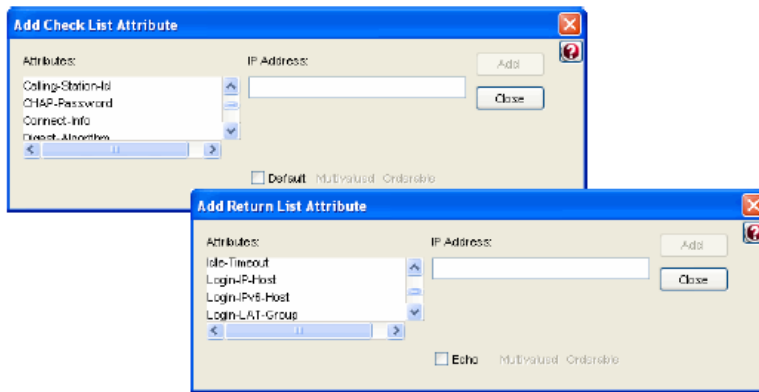 Add Check List Attribute
Attributes:
IP Address:
Add
Calling-Station-Id
CHAP-Password
Connect-Info
Digest-Algorithm
Close
Default Multivalued Orderable
Add Return List Attribute
Attributes:
IP Address:
Add
Idle-Timeout
Login-IP-Host
Login-IPv6-Host
Login-LAT-Group
Close
Echo Multivalued Orderable